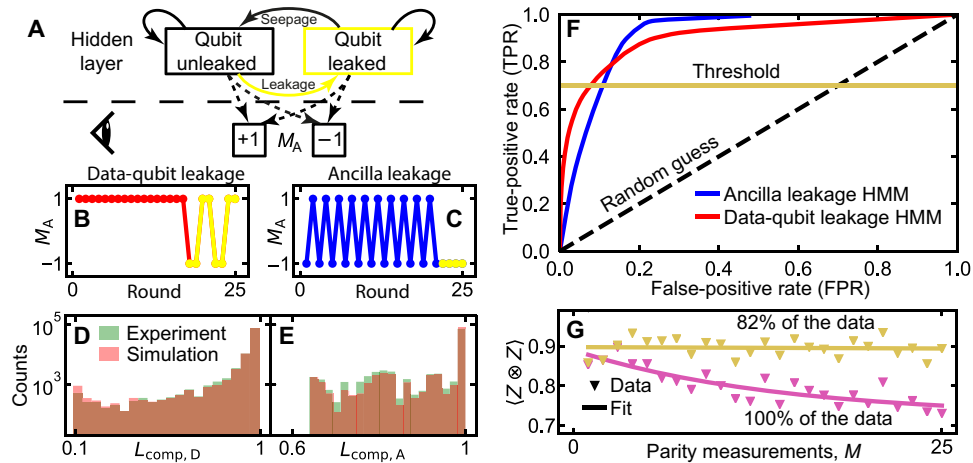 A
Hidden
layer
Seepage
Qubit
unleaked
Qubit
leaked
Leakage
+1
M_A
−1
Data-qubit leakage
Ancilla leakage
B
C
M_A
1
−1
0
Round
25
1
−1
0
Round
25
D
E
Experiment
Simulation
Counts
10^5
10^3
0.1
L_comp, D
1
0.6
L_comp, A
1
F
True-positive rate (TPR)
1.0
0.8
0.6
0.4
0.2
0.0
Threshold
Random guess
Ancilla leakage HMM
Data-qubit leakage HMM
0.0
0.2
0.4
0.6
0.8
1.0
False-positive rate (FPR)
G
82% of the data
⟨Z ⊗ Z⟩
0.9
0.8
0.7
Data
Fit
100% of the data
0
Parity measurements, M
25